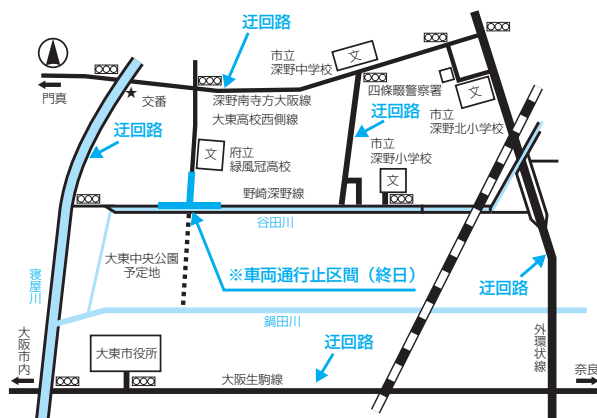 迂回路
市立
深野中学校
文
四條畷警察署
門真
交番
深野南寺方大阪線
大東高校西側線
迂回路
迂回路
文
市立
深野北小学校
文
府立
緑風冠高校
市立
深野小学校
文
野崎深野線
谷田川
大東中央公園
予定地
※車両通行止区間（終日）
迂回路
寝屋川
鍋田川
大阪市内
大東市役所
迂回路
大阪生駒線
外環状線
奈良